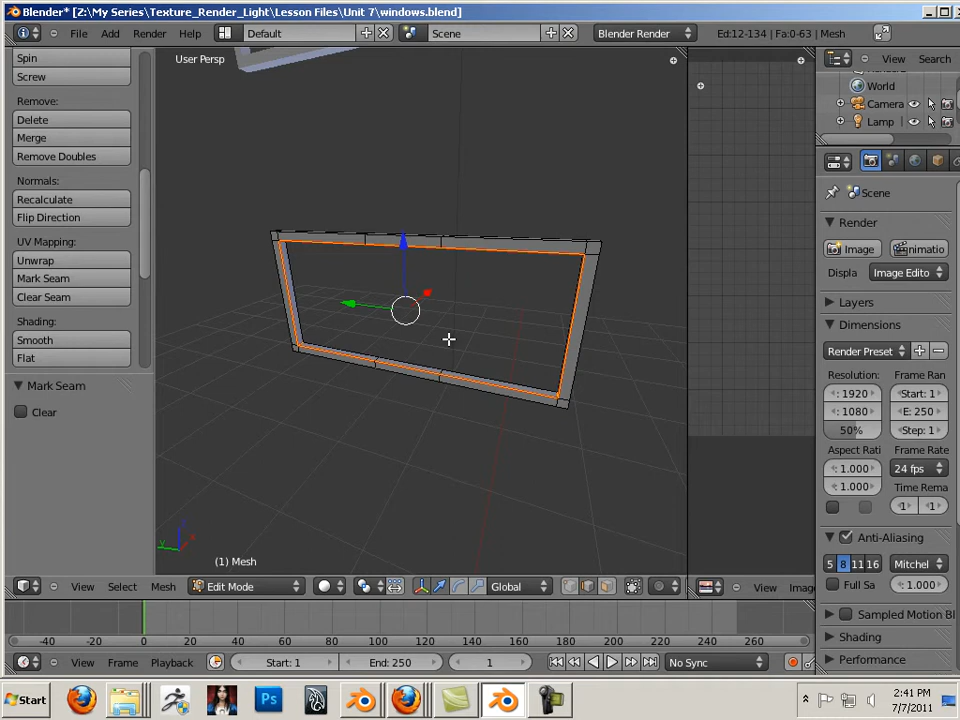 Blender* [Z:\My Series\Texture_Render_Light\Lesson Files\Unit 7\windows.blend]
File Add Render Help Default Scene Blender Render Ed:12-134 | Fa:0-63 | Mesh
Spin
Screw
Remove:
Delete
Merge
Remove Doubles
Normals:
Recalculate
Flip Direction
UV Mapping:
Unwrap
Mark Seam
Clear Seam
Shading:
Smooth
Flat
Mark Seam
Clear
User Persp
(1) Mesh
View Select Mesh Edit Mode Global
View Image
View Search
World
Camera
Lamp
Scene
Render
Image Animatio
Displa Image Edito
Layers
Dimensions
Render Preset
Resolution: Frame Ran
: 1920 Start: 1
: 1080 E: 250
50% Step: 1
Aspect Rati Frame Rate
: 1.000 24 fps
: 1.000 Time Rema
1 1
Anti-Aliasing
5 8 11 16 Mitchel
Full Sa : 1.000
Sampled Motion Bl
Shading
Performance
-40 -20 0 20 40 60 80 100 120 140 160 180 200 220 240 260
View Frame Playback Start: 1 End: 250 1 No Sync
Start Ps 2:41 PM
7/7/2011